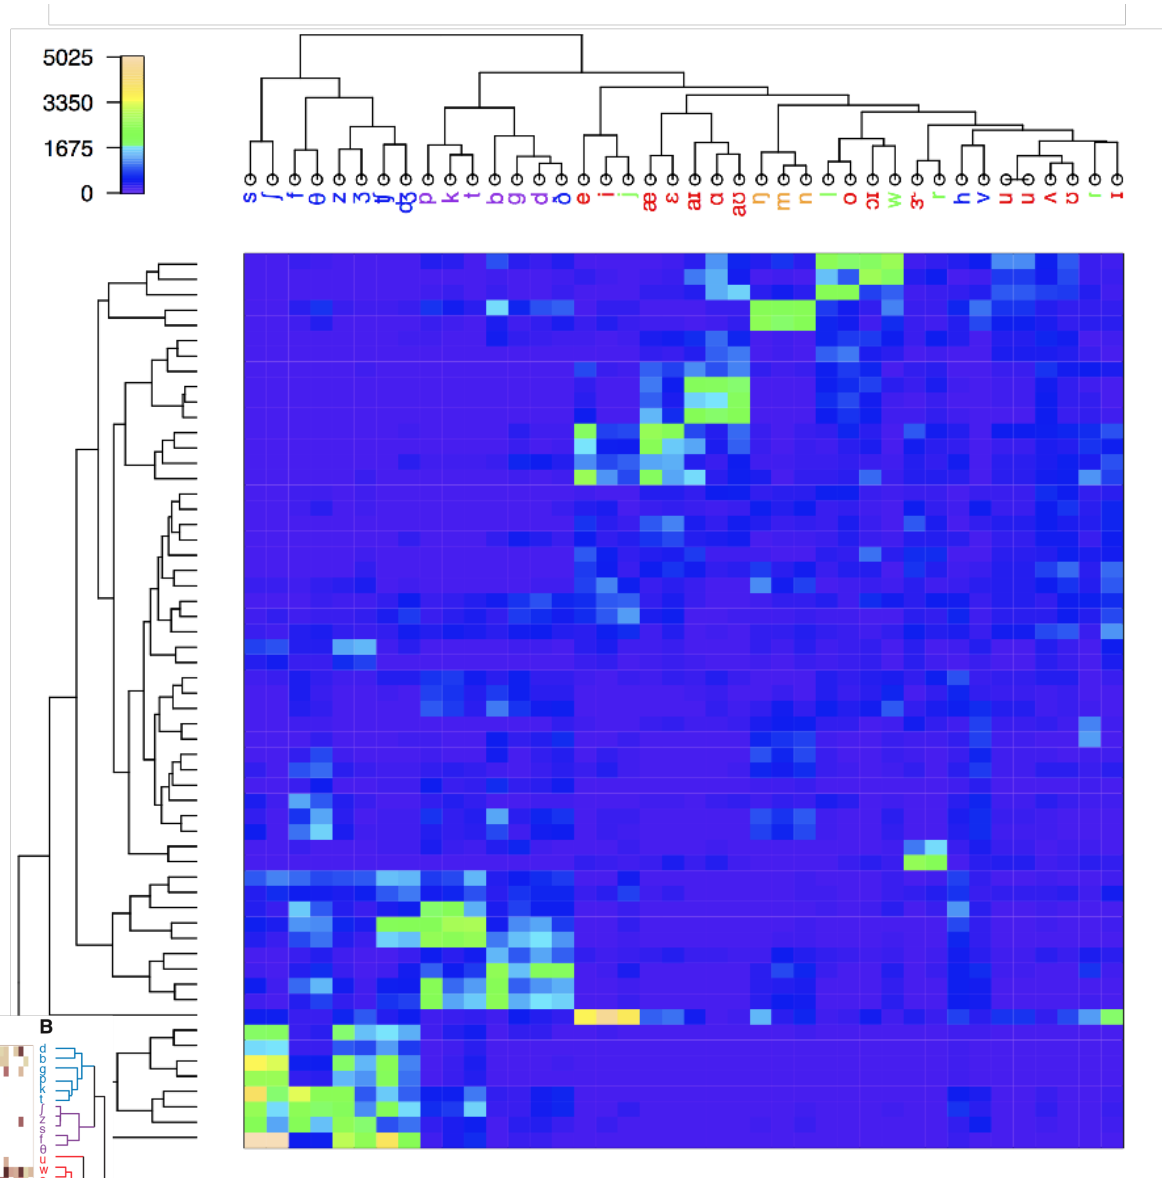 5025
3350
1675
0
s ʃ f θ z ʒ ʧ ʤ p k t b g d ð e i j æ ɛ aɪ ɑ aʊ ŋ m n l o ɔɪ w ɝ r h v u u ʌ ʊ ɾ ɪ
B
d
b
g
p
k
t
ʃ
z
s
f
θ
u
w